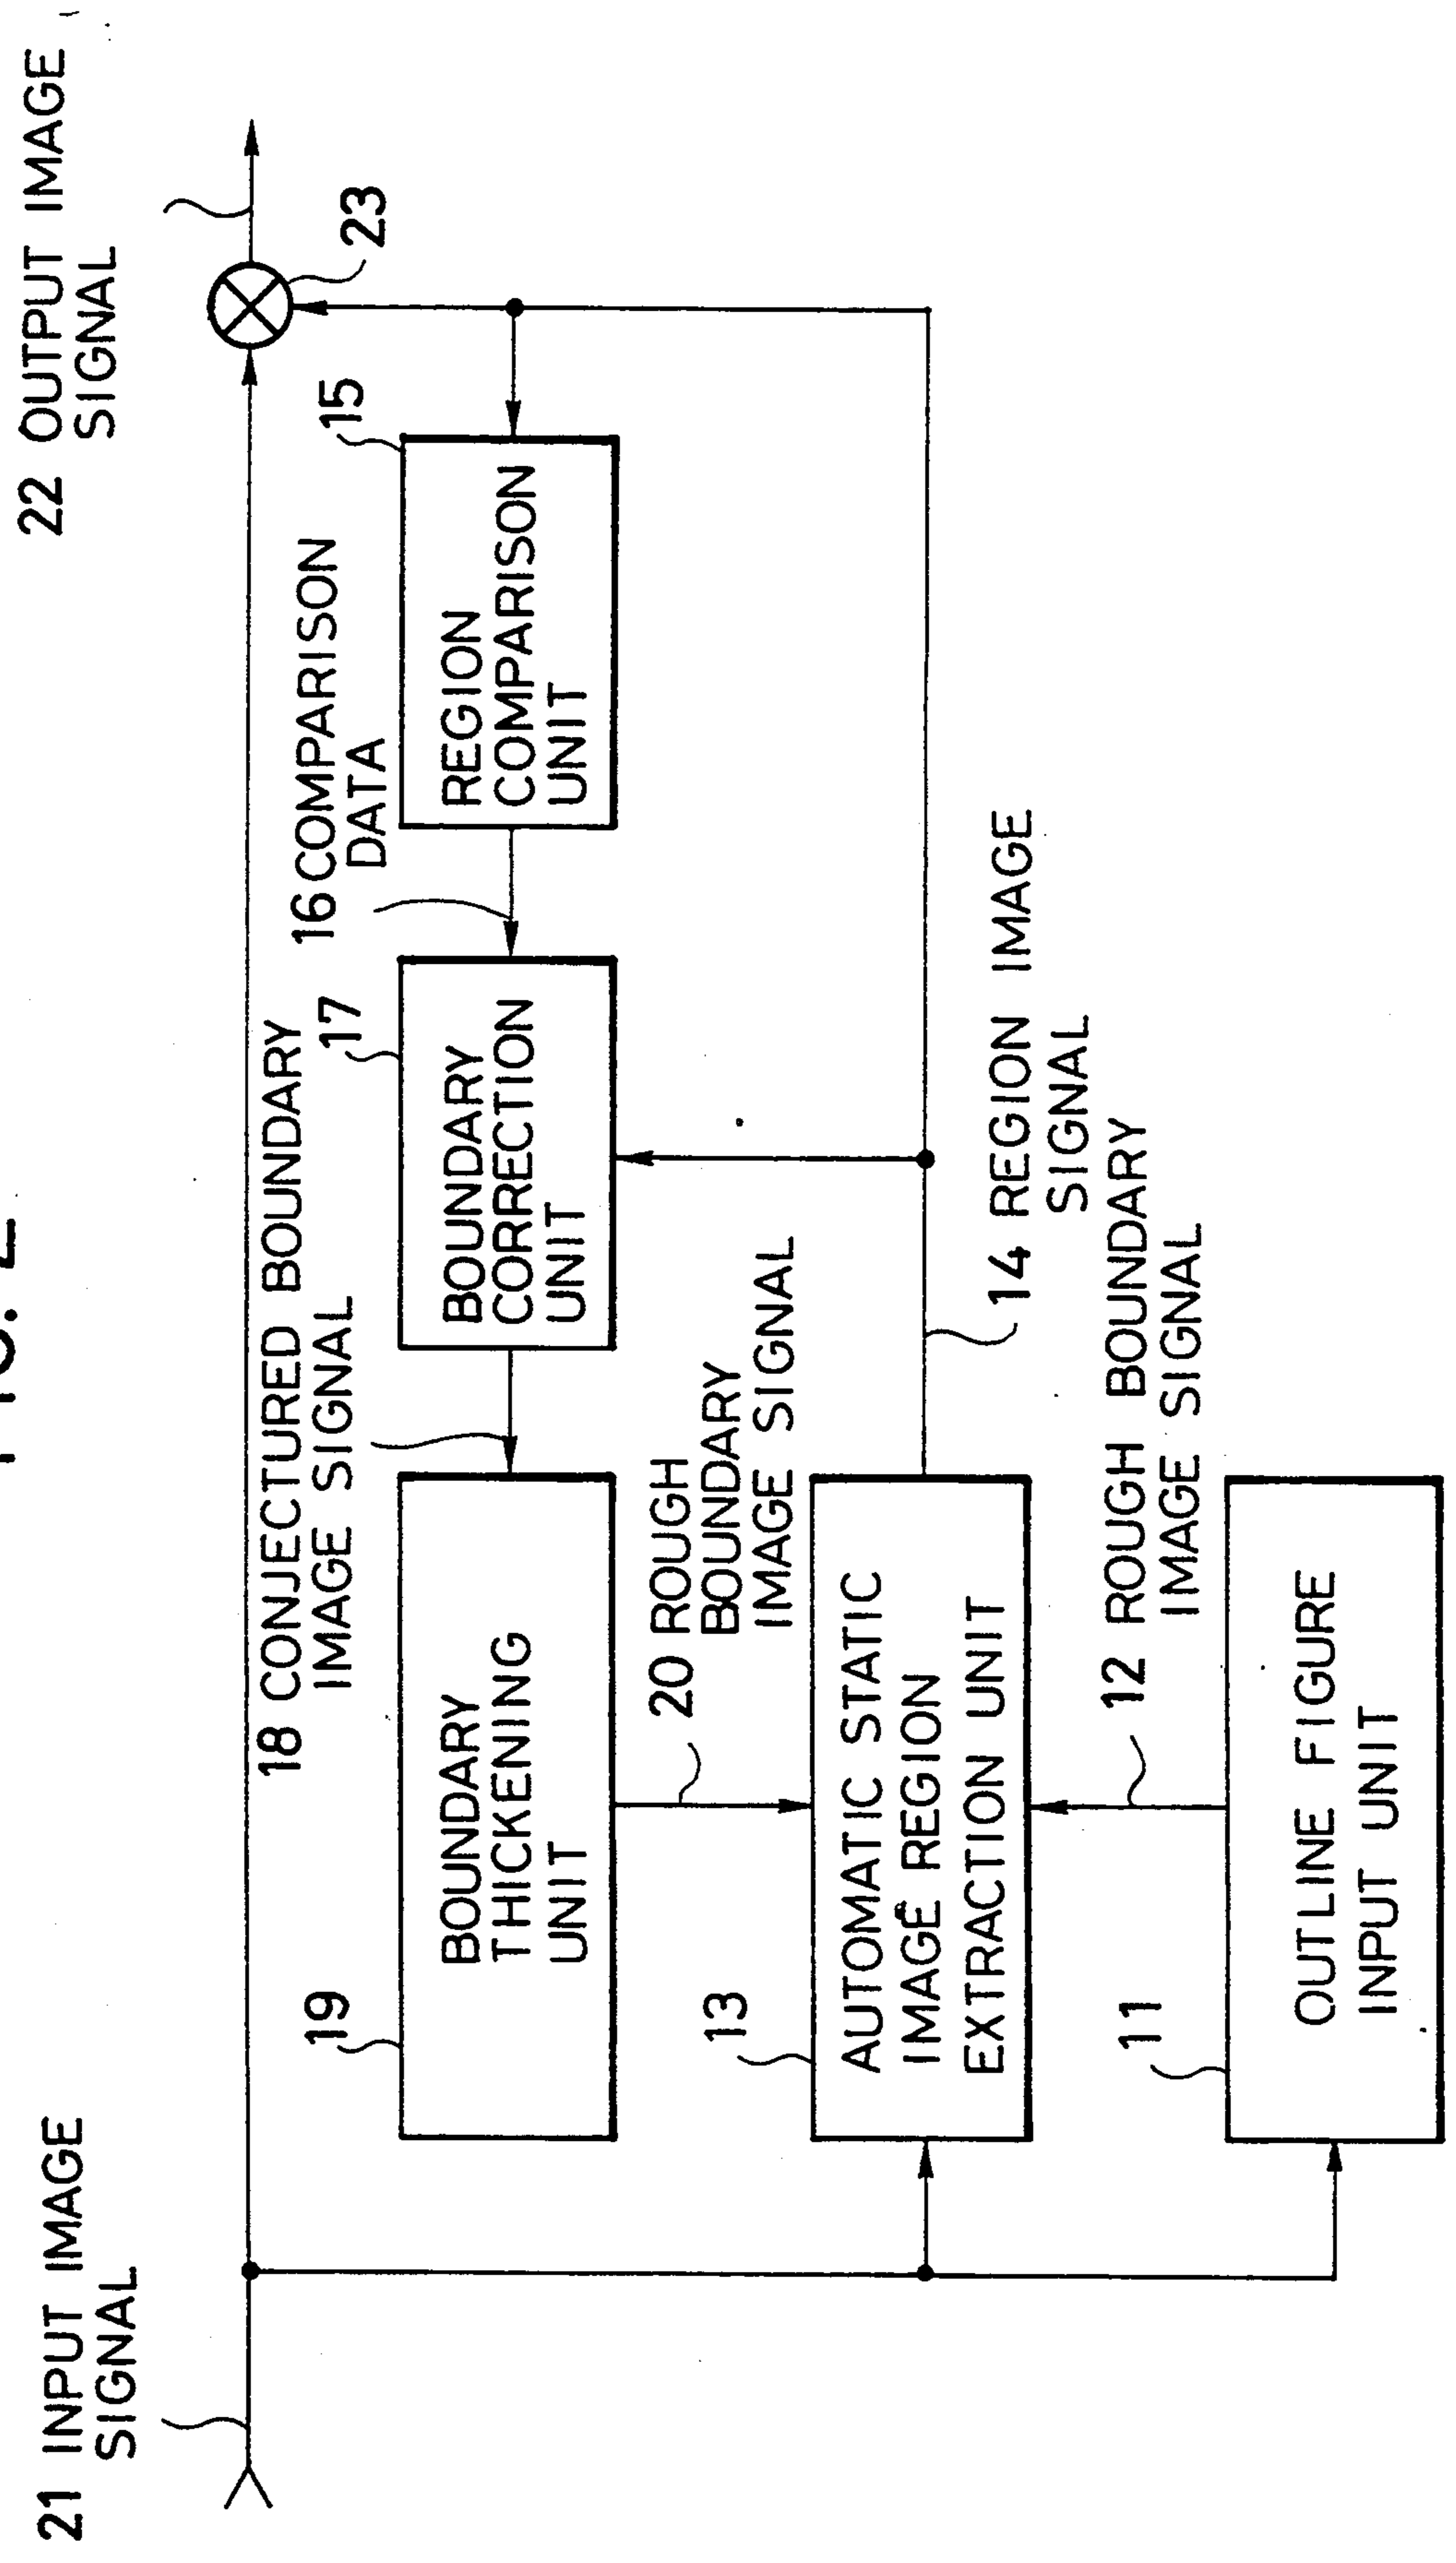 FIG. 2
21 INPUT IMAGE
SIGNAL
22 OUTPUT IMAGE
SIGNAL
23
18 CONJECTURED BOUNDARY
IMAGE SIGNAL
17
16 COMPARISON
DATA
15
19
BOUNDARY
THICKENING
UNIT
BOUNDARY
CORRECTION
UNIT
REGION
COMPARISON
UNIT
20 ROUGH
BOUNDARY
IMAGE SIGNAL
13
AUTOMATIC STATIC
IMAGE REGION
EXTRACTION UNIT
14 REGION IMAGE
SIGNAL
12 ROUGH BOUNDARY
IMAGE SIGNAL
11
OUTLINE FIGURE
INPUT UNIT